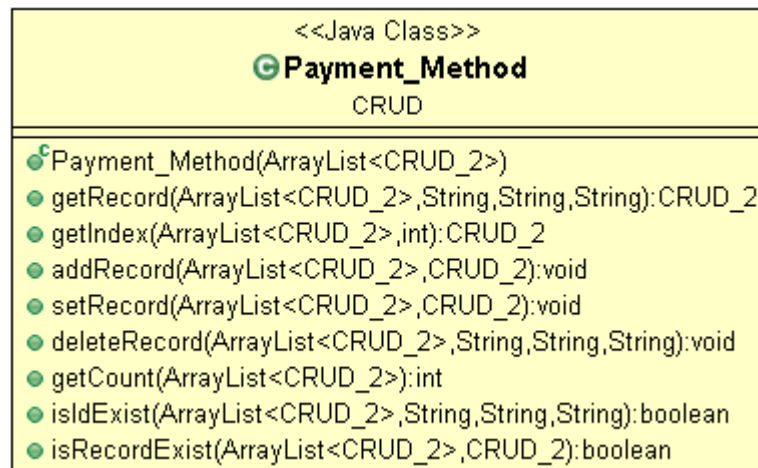 <<Java Class>>
Payment_Method
CRUD
Payment_Method(ArrayList<CRUD_2>)
getRecord(ArrayList<CRUD_2>,String,String,String):CRUD_2
getIndex(ArrayList<CRUD_2>,int):CRUD_2
addRecord(ArrayList<CRUD_2>,CRUD_2):void
setRecord(ArrayList<CRUD_2>,CRUD_2):void
deleteRecord(ArrayList<CRUD_2>,String,String,String):void
getCount(ArrayList<CRUD_2>):int
isIdExist(ArrayList<CRUD_2>,String,String,String):boolean
isRecordExist(ArrayList<CRUD_2>,CRUD_2):boolean